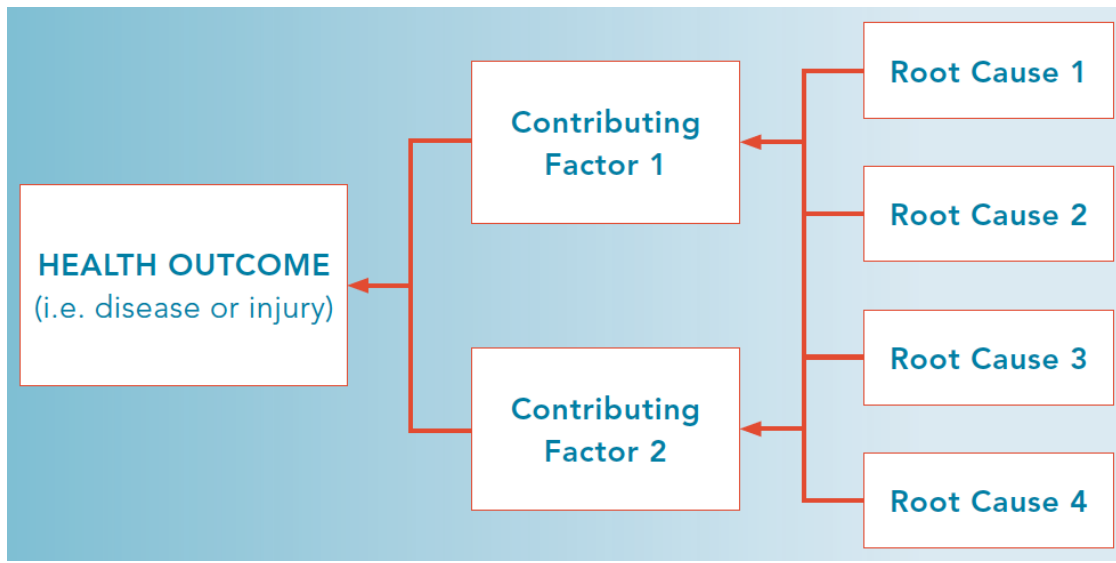 HEALTH OUTCOME
(i.e. disease or injury)
Contributing
Factor 1
Contributing
Factor 2
Root Cause 1
Root Cause 2
Root Cause 3
Root Cause 4